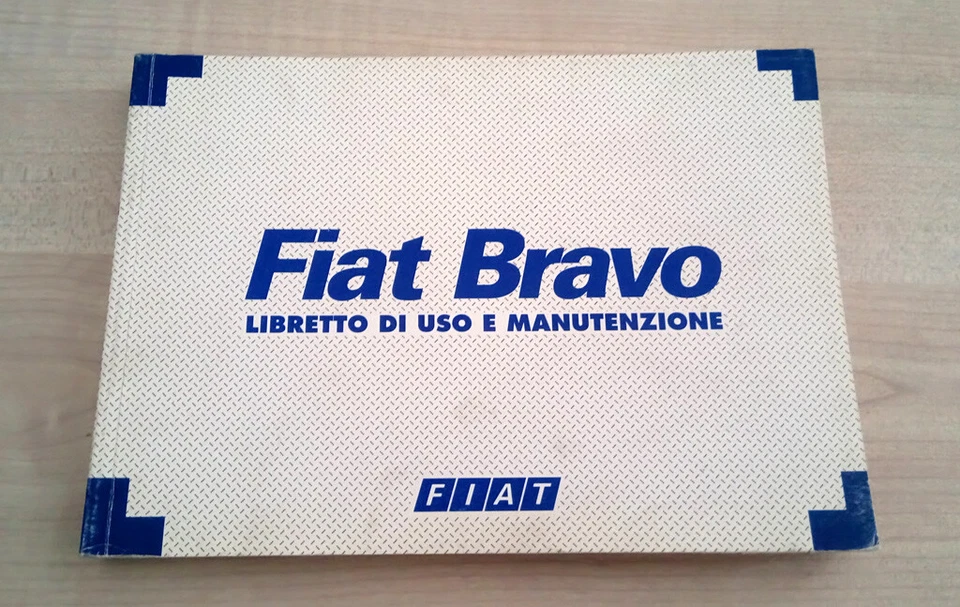 Fiat Bravo
LIBRETTO DI USO E MANUTENZIONE
FIAT